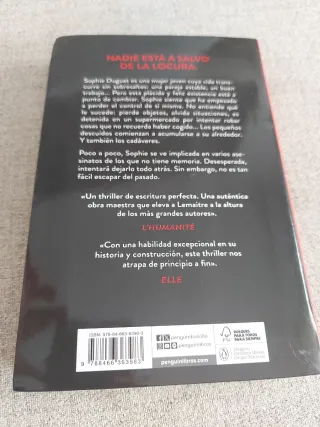 NADIE ESTÁ A SALVO
DE LA LOCURA.
Sophie Duguet es una mujer joven cuya vida trans-
curre sin sobresaltos: una pareja estable, un buen
trabajo... Pero esta plácida y feliz existencia está a
punto de cambiar. Sophie siente que ha empezado
a perder el control de sí misma. No entiende qué
le sucede: pierde objetos, olvida situaciones, es
detenida en un supermercado por intentar robar
cosas que no recuerda haber cogido... Los pequeños
descuidos comienzan a acumularse a su alrededor.
Y también los cadáveres.
Poco a poco, Sophie se ve implicada en varios ase-
sinatos de los que no tiene memoria. Desesperada,
intentará dejarlo todo atrás. Sin embargo, no es tan
fácil escapar del pasado.
«Un thriller de escritura perfecta. Una auténtica
obra maestra que eleva a Lemaitre a la altura
de los más grandes autores».
L'HUMANITÉ
«Con una habilidad excepcional en su
historia y construcción, este thriller nos
atrapa de principio a fin».
ELLE
penguinlibros.com